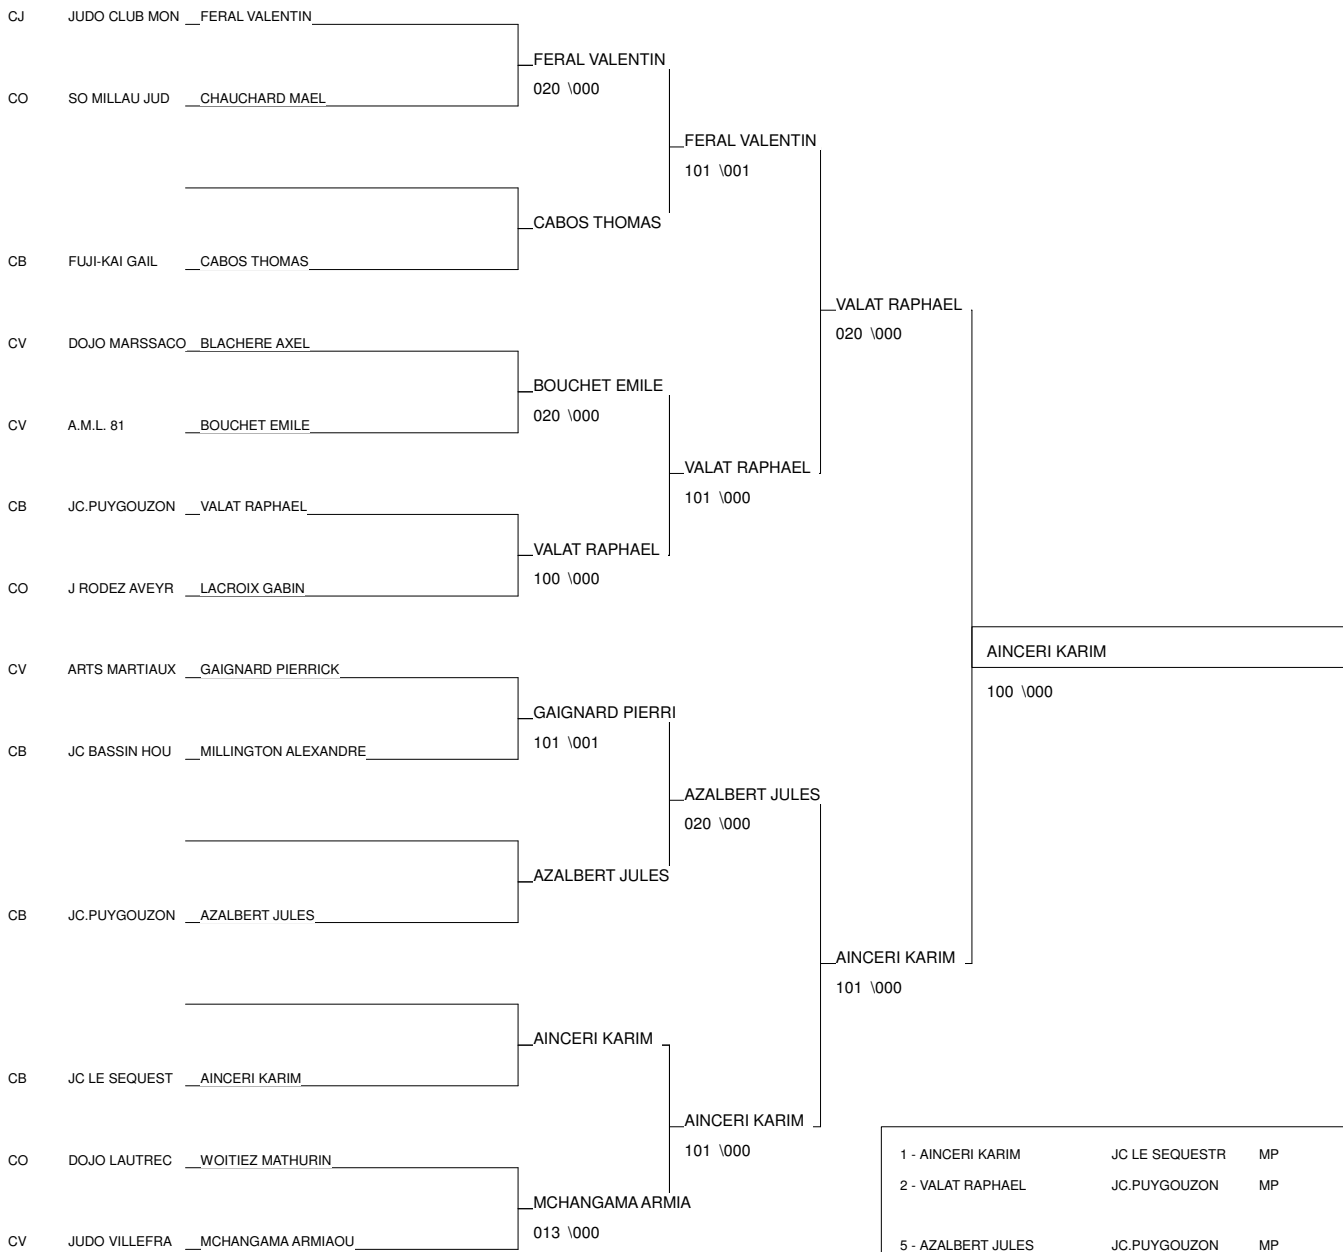 CJ JUDO CLUB MON FERAL VALENTIN
FERAL VALENTIN
020 \000
CO SO MILLAU JUD CHAUCHARD MAEL
FERAL VALENTIN
101 \001
CABOS THOMAS
CB FUJI-KAI GAIL CABOS THOMAS
VALAT RAPHAEL
020 \000
CV DOJO MARSSACO BLACHERE AXEL
BOUCHET EMILE
020 \000
CV A.M.L. 81 BOUCHET EMILE
VALAT RAPHAEL
101 \000
CB JC.PUYGOUZON VALAT RAPHAEL
VALAT RAPHAEL
100 \000
CO J RODEZ AVEYR LACROIX GABIN
AINCERI KARIM
100 \000
CV ARTS MARTIAUX GAIGNARD PIERRICK
GAIGNARD PIERRI
101 \001
CB JC BASSIN HOU MILLINGTON ALEXANDRE
AZALBERT JULES
020 \000
AZALBERT JULES
CB JC.PUYGOUZON AZALBERT JULES
AINCERI KARIM
101 \000
AINCERI KARIM
CB JC LE SEQUEST AINCERI KARIM
AINCERI KARIM
101 \000
CO DOJO LAUTREC WOITIEZ MATHURIN
MCHANGAMA ARMIA
013 \000
CV JUDO VILLEFRA MCHANGAMA ARMIAOU
1 - AINCERI KARIM JC LE SEQUESTR MP
2 - VALAT RAPHAEL JC.PUYGOUZON MP
5 - AZALBERT JULES JC.PUYGOUZON MP